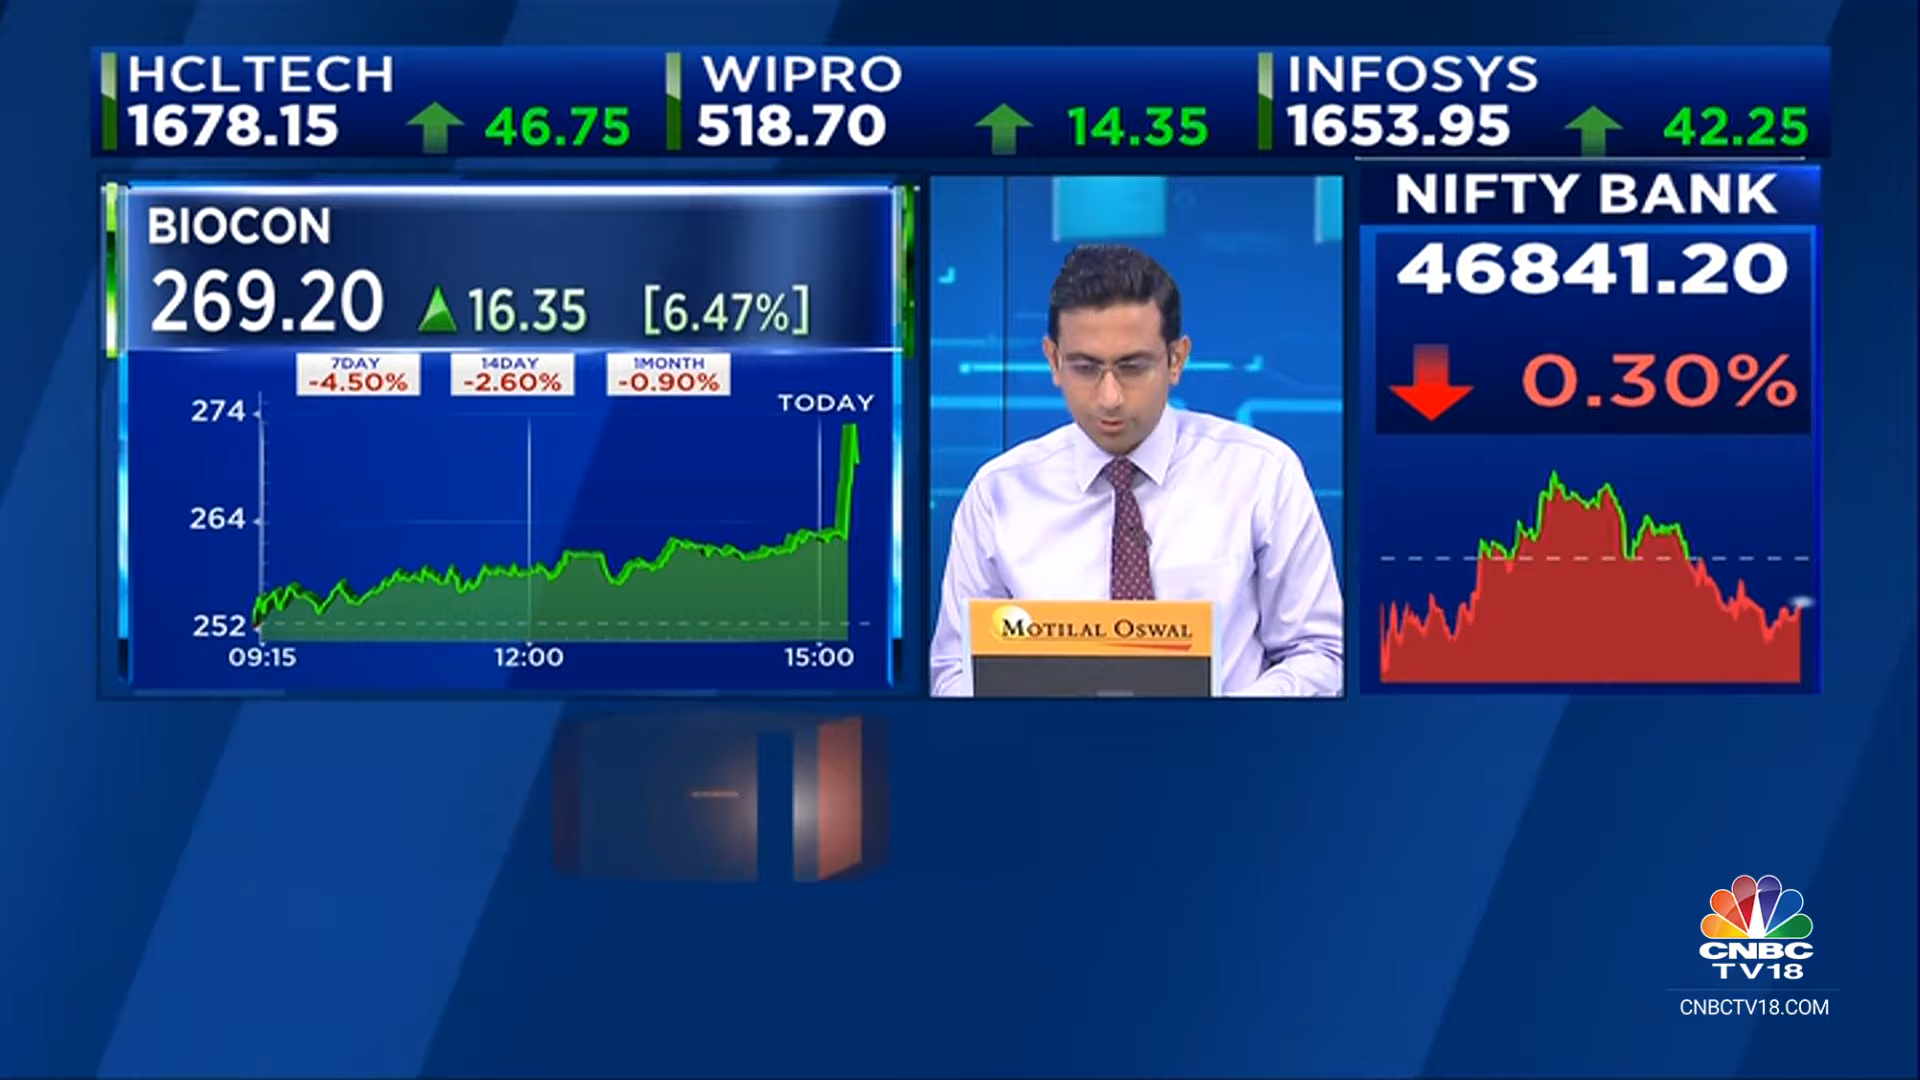 HCLTECH
1678.15 46.75
WIPRO
518.70 14.35
INFOSYS
1653.95 42.25
BIOCON
269.20 16.35 [6.47%]
7DAY
-4.50%
14DAY
-2.60%
1MONTH
-0.90%
TODAY
274
264
252
09:15 12:00 15:00
MOTILAL OSWAL
NIFTY BANK
46841.20
0.30%
CNBC
TV18
CNBCTV18.COM